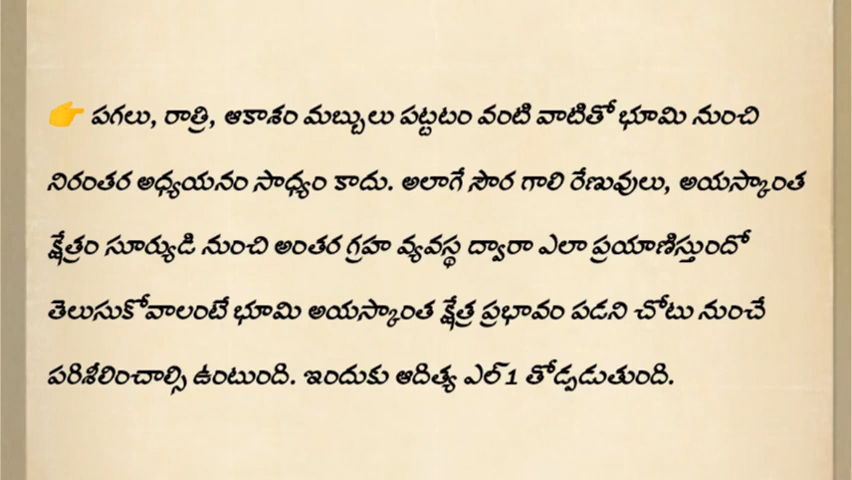 👉 పగలు, రాత్రి, ఆకాశం మబ్బులు పట్టటం వంటి వాటితో భూమి నుంచి
నిరంతర అధ్యయనం సాధ్యం కాదు. అలాగే సౌర గాలి రేణువులు, అయస్కాంత
క్షేత్రం సూర్యుడి నుంచి అంతర గ్రహ వ్యవస్థ ద్వారా ఎలా ప్రయాణిస్తుందో
తెలుసుకోవాలంటే భూమి అయస్కాంత క్షేత్ర ప్రభావం పడని చోటు నుంచే
పరిశీలించాల్సి ఉంటుంది. ఇందుకు ఆదిత్య ఎల్1 తోడ్పడుతుంది.